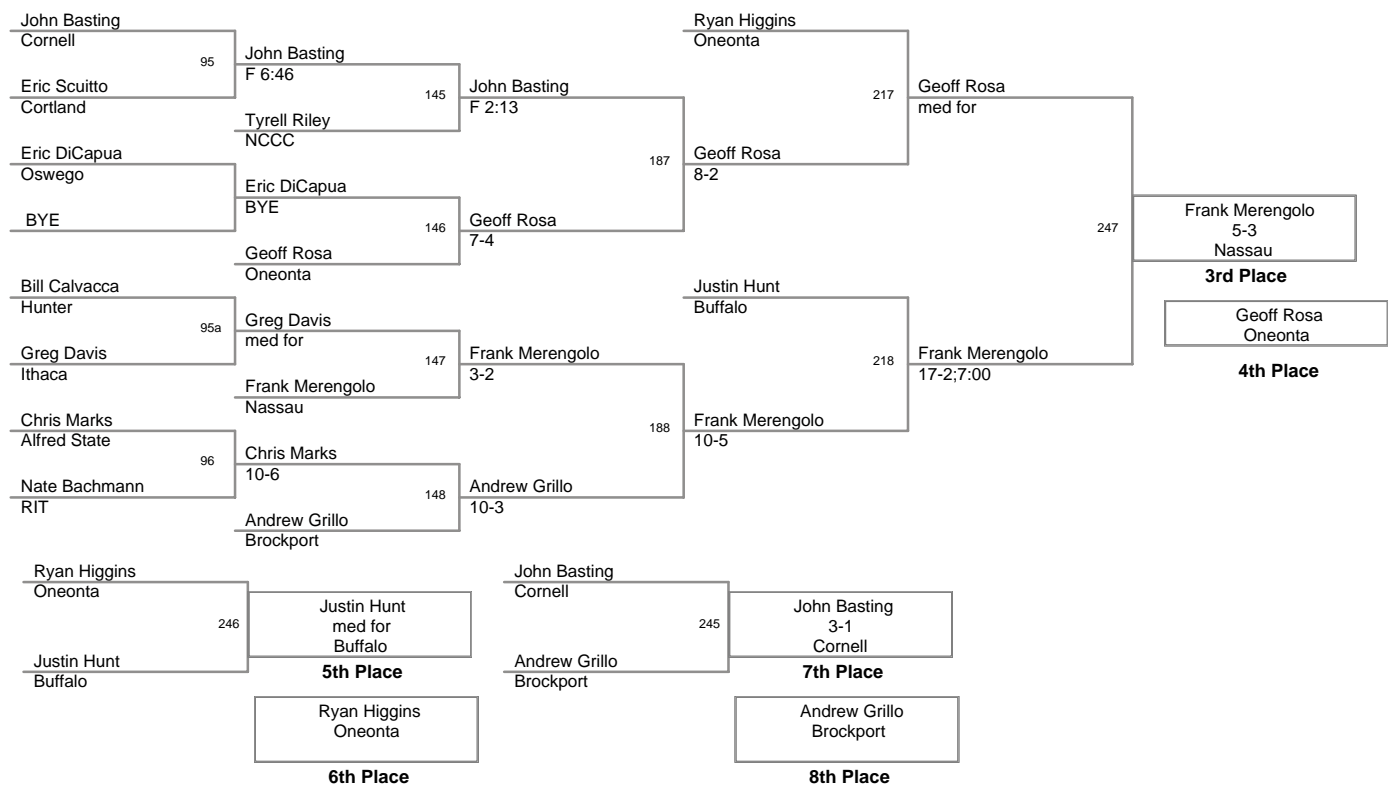 John Basting
Cornell
95
Eric Scuitto
Cortland
Eric DiCapua
Oswego
BYE
Bill Calvacca
Hunter
95a
Greg Davis
Ithaca
Chris Marks
Alfred State
96
Nate Bachmann
RIT
John Basting
F 6:46
145
Tyrell Riley
NCCC
Eric DiCapua
BYE
146
Geoff Rosa
Oneonta
Greg Davis
med for
147
Frank Merengolo
Nassau
Chris Marks
10-6
148
Andrew Grillo
Brockport
John Basting
F 2:13
187
Geoff Rosa
7-4
Frank Merengolo
3-2
188
Andrew Grillo
10-3
Ryan Higgins
Oneonta
217
Geoff Rosa
8-2
Justin Hunt
Buffalo
218
Frank Merengolo
10-5
Geoff Rosa
med for
247
Frank Merengolo
17-2;7:00
Frank Merengolo
5-3
Nassau
3rd Place
Geoff Rosa
Oneonta
4th Place
Ryan Higgins
Oneonta
246
Justin Hunt
Buffalo
Justin Hunt
med for
Buffalo
5th Place
Ryan Higgins
Oneonta
6th Place
John Basting
Cornell
245
Andrew Grillo
Brockport
John Basting
3-1
Cornell
7th Place
Andrew Grillo
Brockport
8th Place